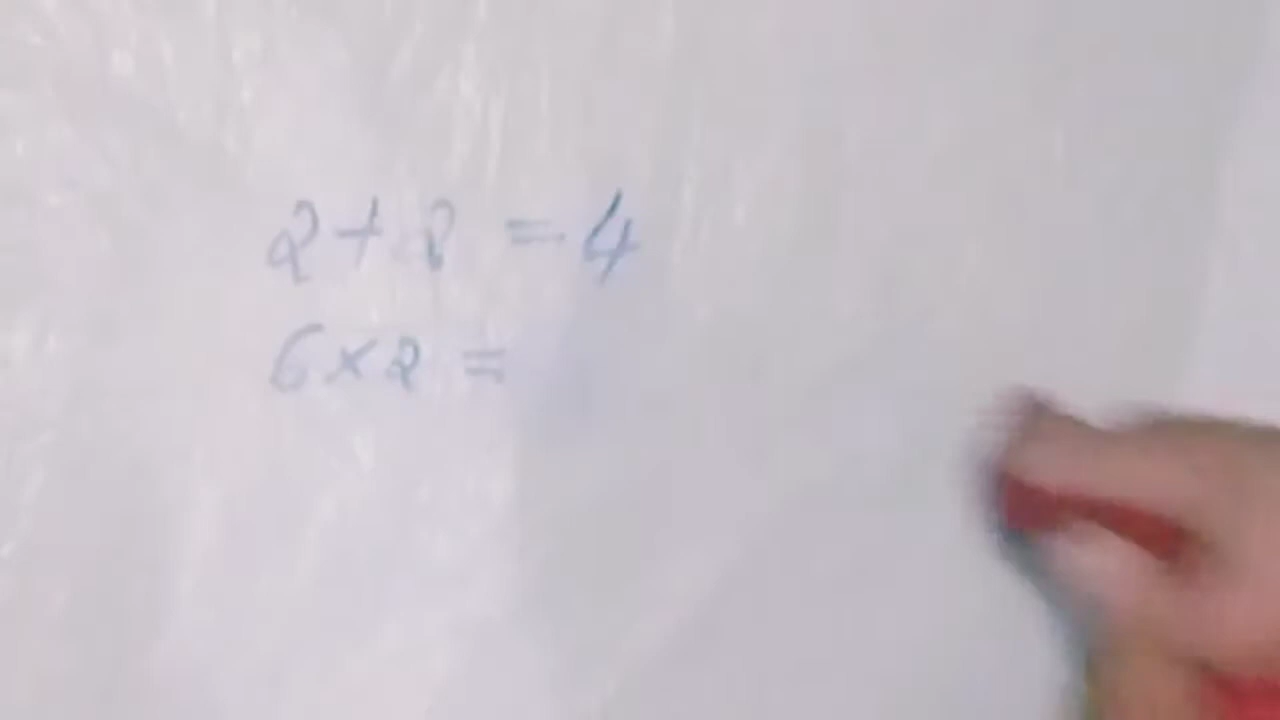 2+2 = 4
6×2 =